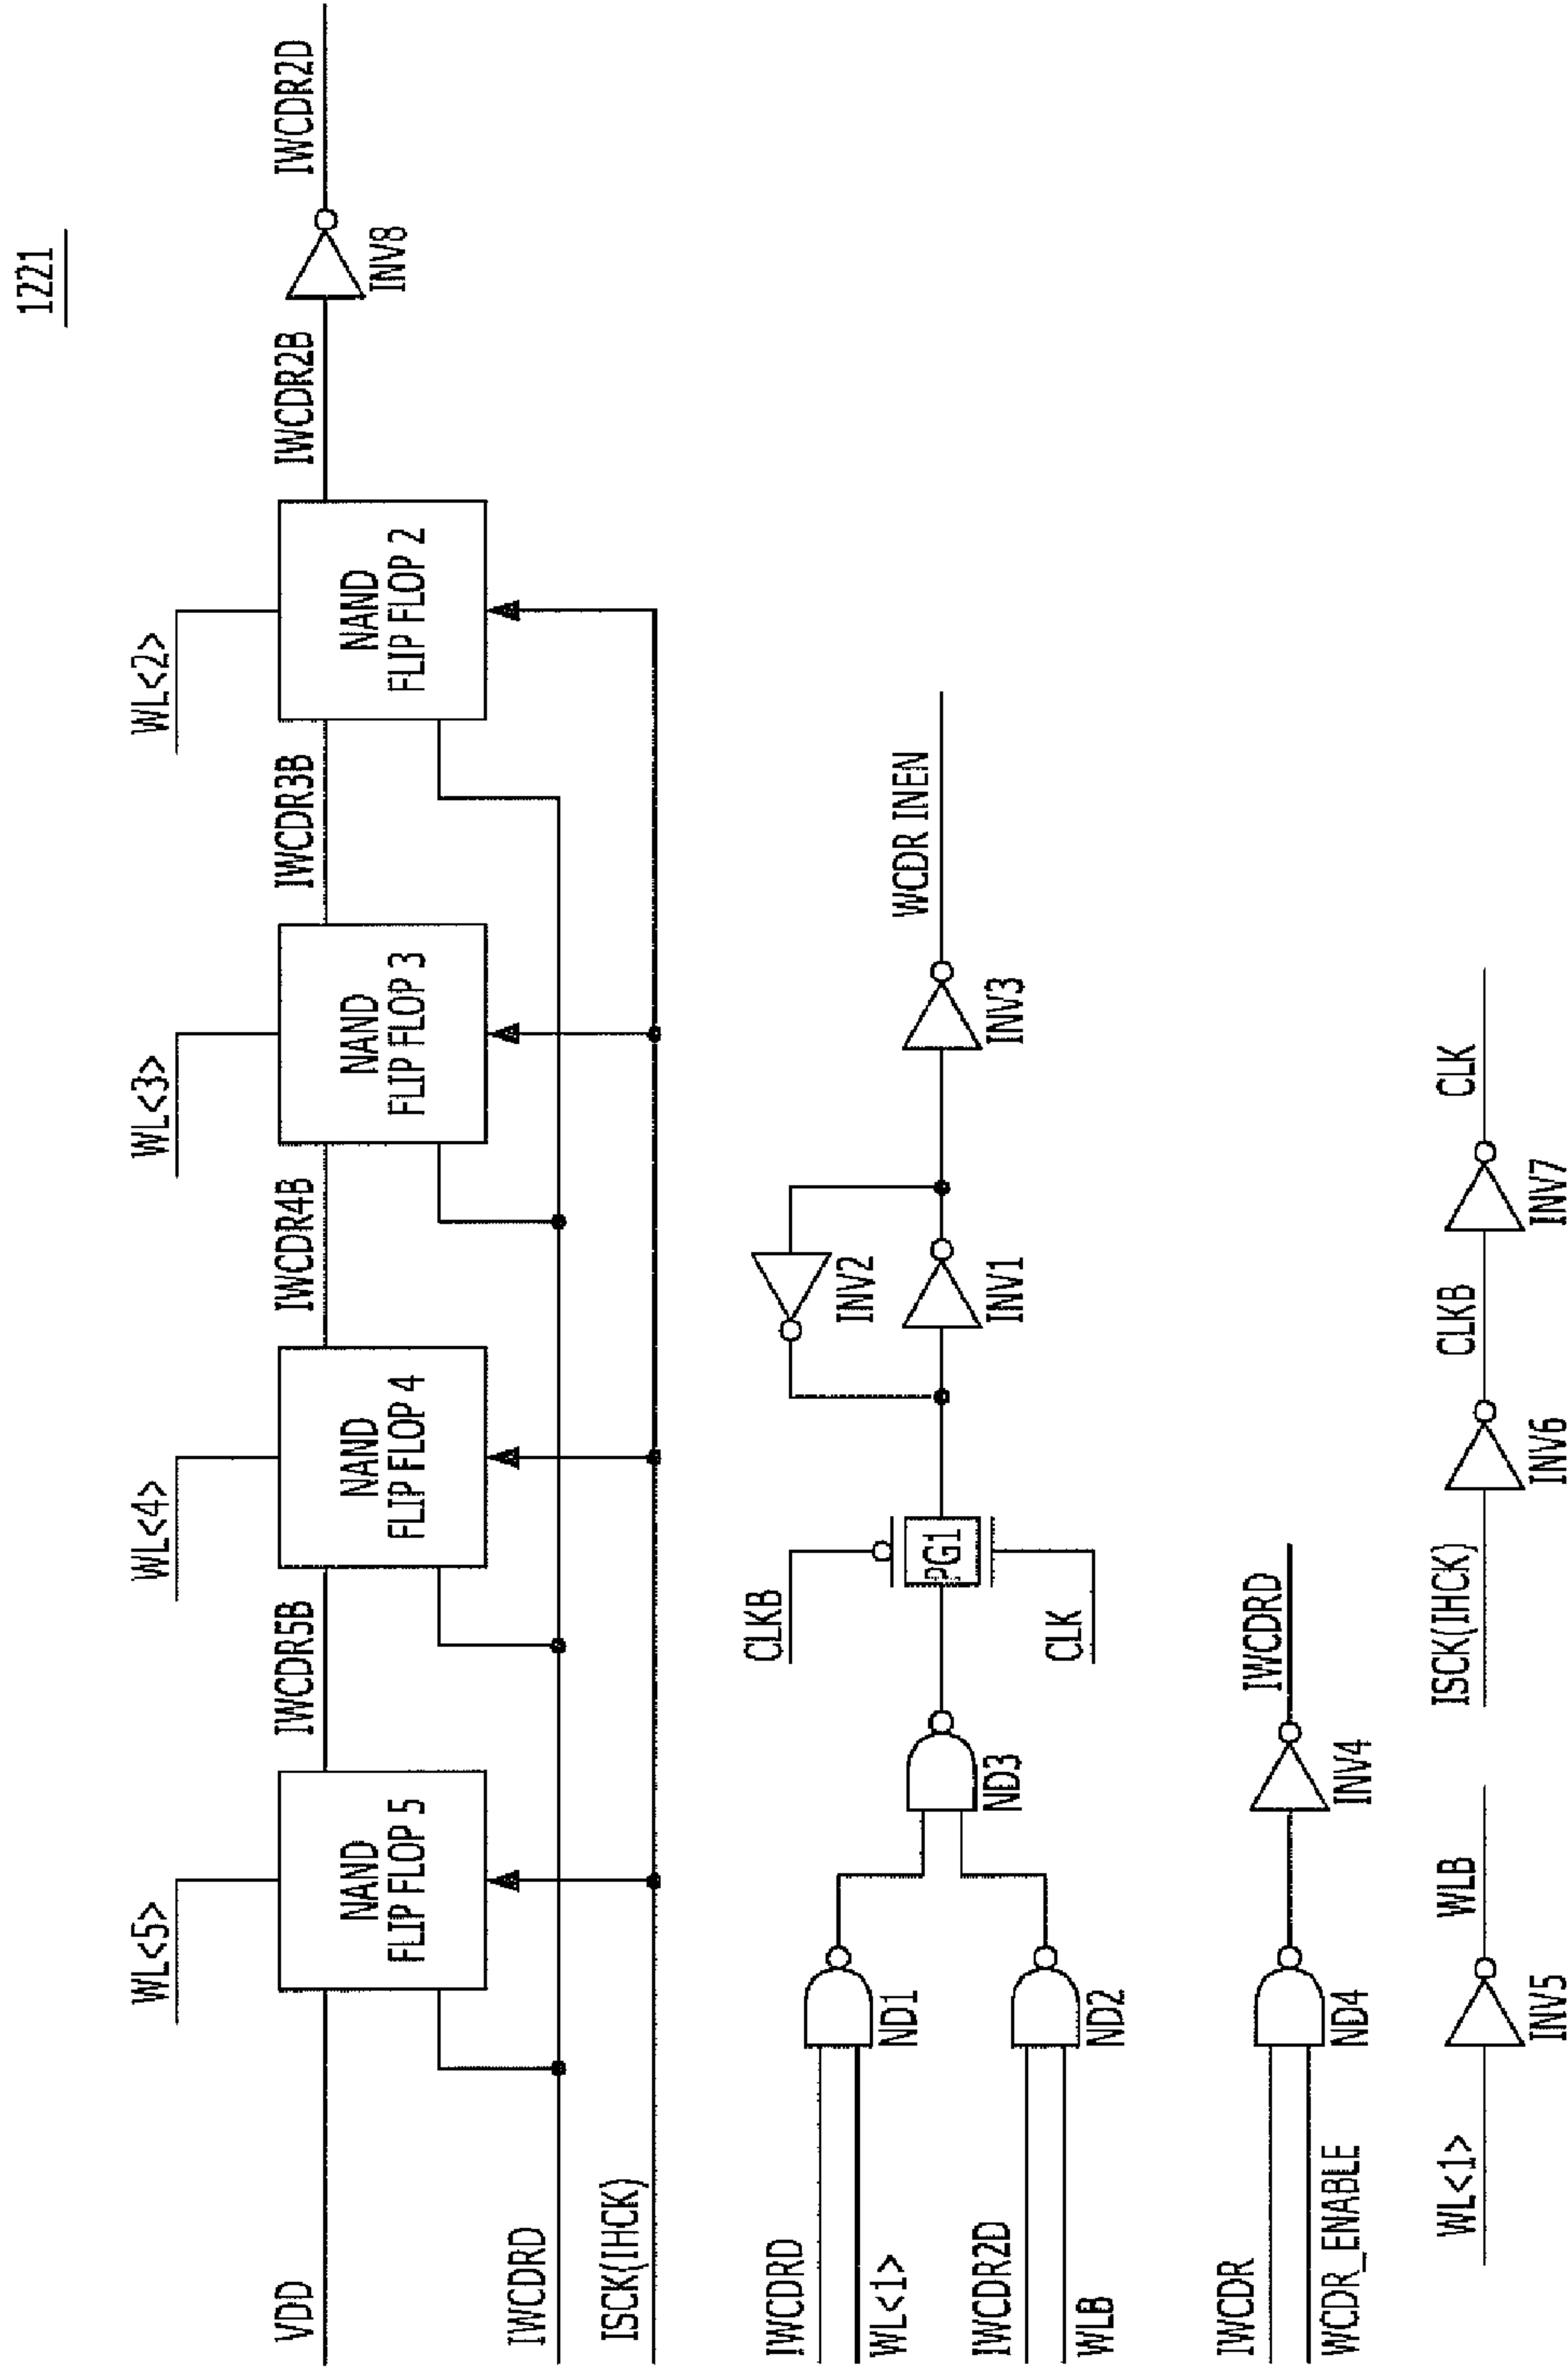 1221
WL<5>
WL<4>
WL<3>
WL<2>
VDD
IWCDR5B
IWCDR4B
IWCDR3B
IWCDR2B
IWCDR2D
NAND
FLIP FLOP 5
NAND
FLIP FLOP 4
NAND
FLIP FLOP 3
NAND
FLIP FLOP 2
INV8
IWCDRD
ISCK(IHCK)
IWCDRD
WL<1>
ND1
IWCDR2D
WLB
ND2
ND3
CLKB
PG1
CLK
INV2
INV1
INV3
WCDR INEN
IWCDR
WCDR_ENABLE
ND4
INV4
IWCDRD
WL<1>
INV5
WLB
ISCK(IHCK)
INV6
CLKB
INV7
CLK